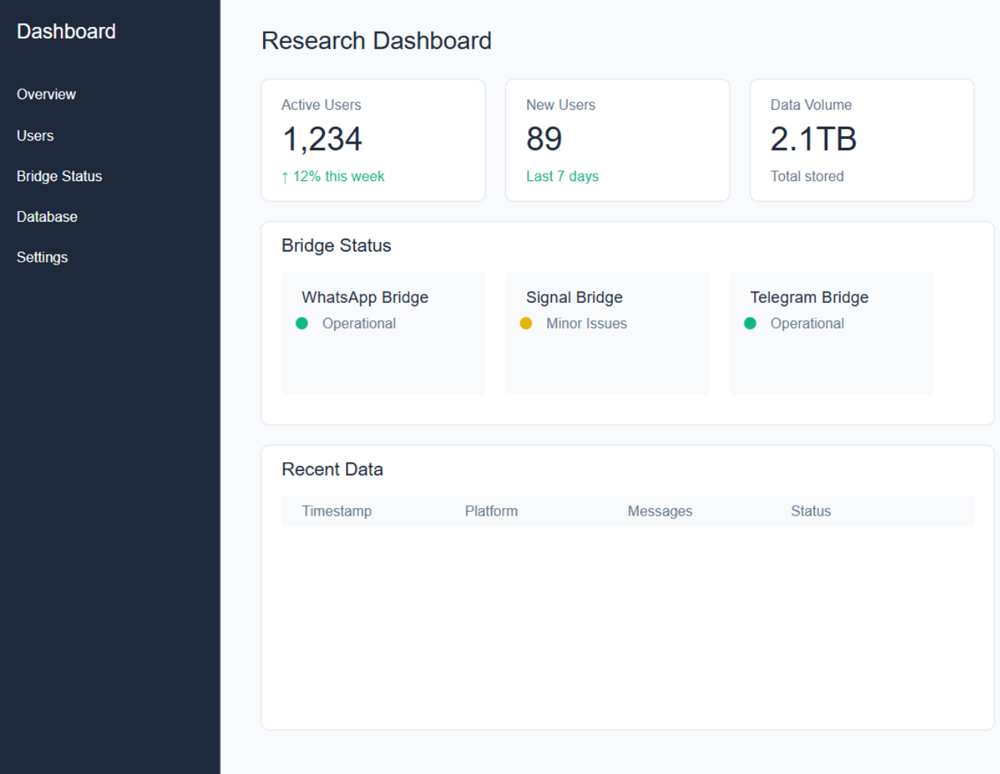 Dashboard
Overview
Users
Bridge Status
Database
Settings
Research Dashboard
Active Users
1,234
↑ 12% this week
New Users
89
Last 7 days
Data Volume
2.1TB
Total stored
Bridge Status
WhatsApp Bridge
Operational
Signal Bridge
Minor Issues
Telegram Bridge
Operational
Recent Data
Timestamp Platform Messages Status